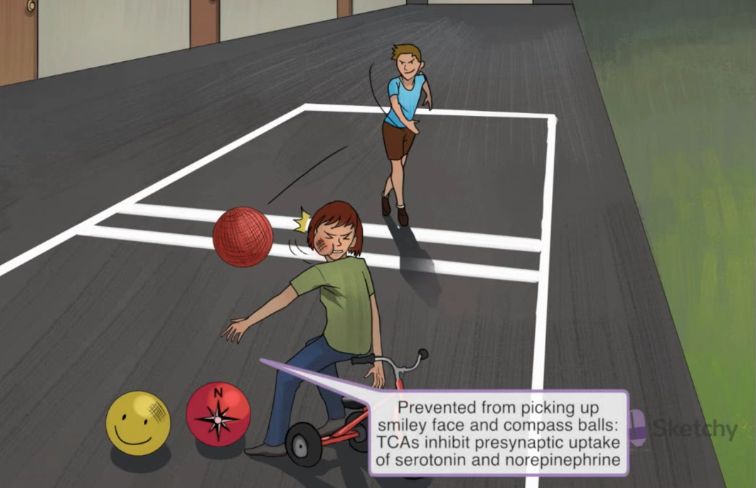 N
Prevented from picking up
smiley face and compass balls:
TCAs inhibit presynaptic uptake
of serotonin and norepinephrine
Sketchy